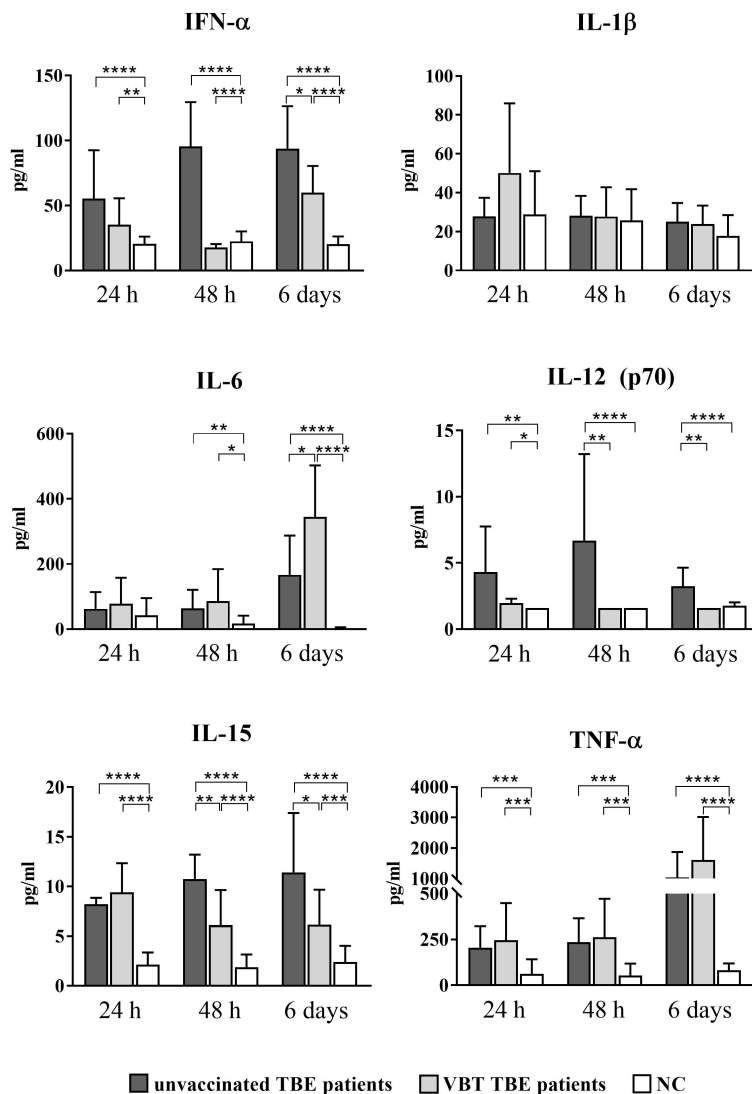 IFN-α
150
100
50
0
pg/ml
**** **** ****
** **** * ****
24 h 48 h 6 days
IL-1β
100
80
60
40
20
0
pg/ml
24 h 48 h 6 days
IL-6
600
400
200
0
pg/ml
** ****
* * ****
24 h 48 h 6 days
IL-12 (p70)
15
10
5
0
pg/ml
** **** ****
* ** **
24 h 48 h 6 days
IL-15
20
15
10
5
0
pg/ml
**** **** ****
**** ** **** * ***
24 h 48 h 6 days
TNF-α
4000
3000
2000
1000
500
250
0
pg/ml
*** *** ****
*** *** ****
24 h 48 h 6 days
unvaccinated TBE patients VBT TBE patients NC